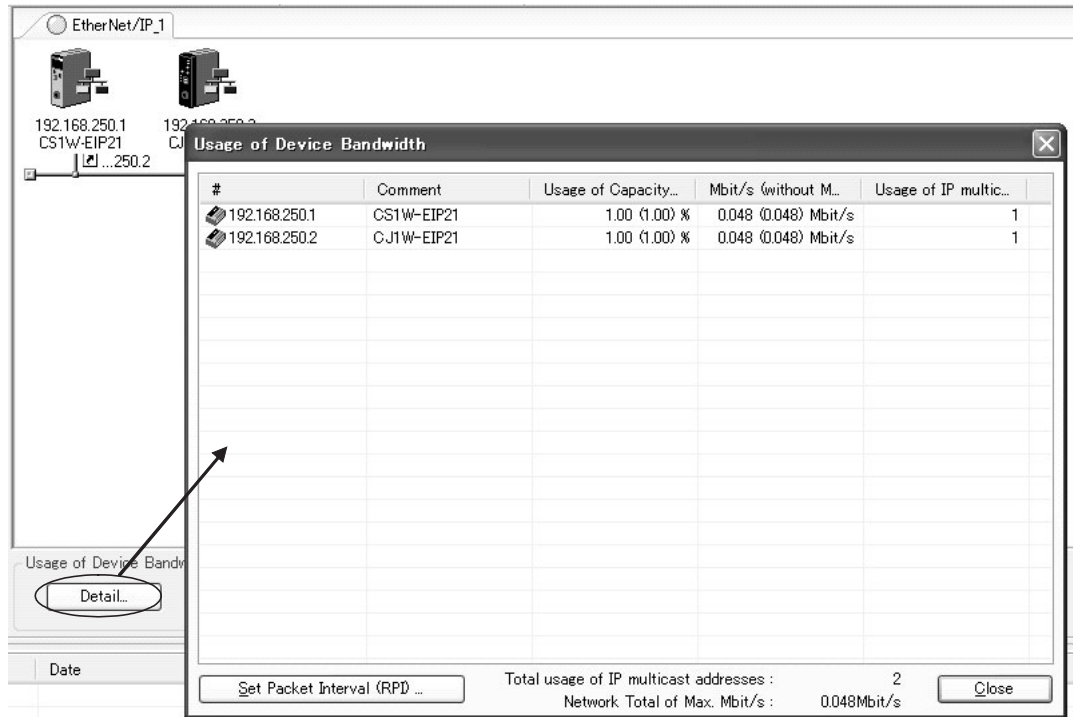 EtherNet/IP_1
192.168.250.1
CS1W-EIP21
CJ
...250.2
Usage of Device Bandwidth
# Comment Usage of Capacity... Mbit/s (without M... Usage of IP multic...
192.168.250.1 CS1W-EIP21 1.00 (1.00) % 0.048 (0.048) Mbit/s 1
192.168.250.2 CJ1W-EIP21 1.00 (1.00) % 0.048 (0.048) Mbit/s 1
Usage of Device Bandw
Detail...
Date
Set Packet Interval (RPI) ...
Total usage of IP multicast addresses : 2
Network Total of Max. Mbit/s : 0.048Mbit/s
Close